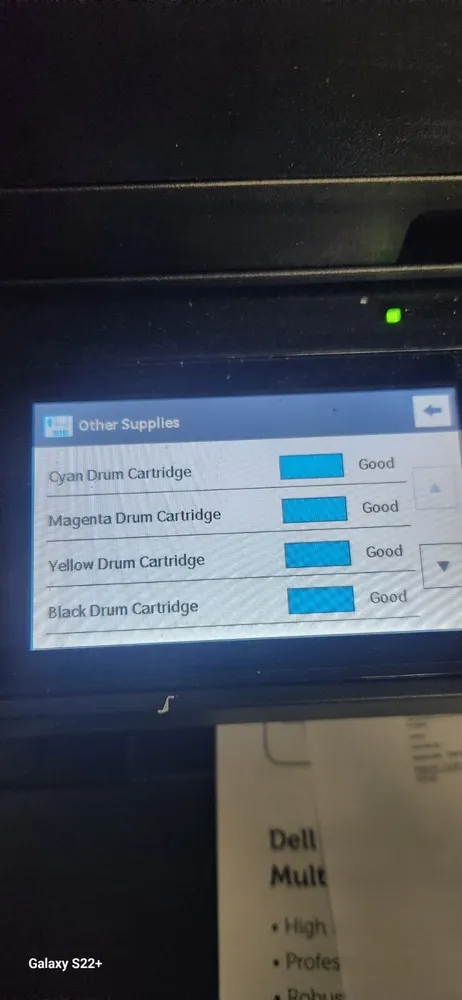 Other Supplies
Cyan Drum Cartridge Good
Magenta Drum Cartridge Good
Yellow Drum Cartridge Good
Black Drum Cartridge Good
Dell
Mult
• High
• Profes
• Robus
Galaxy S22+